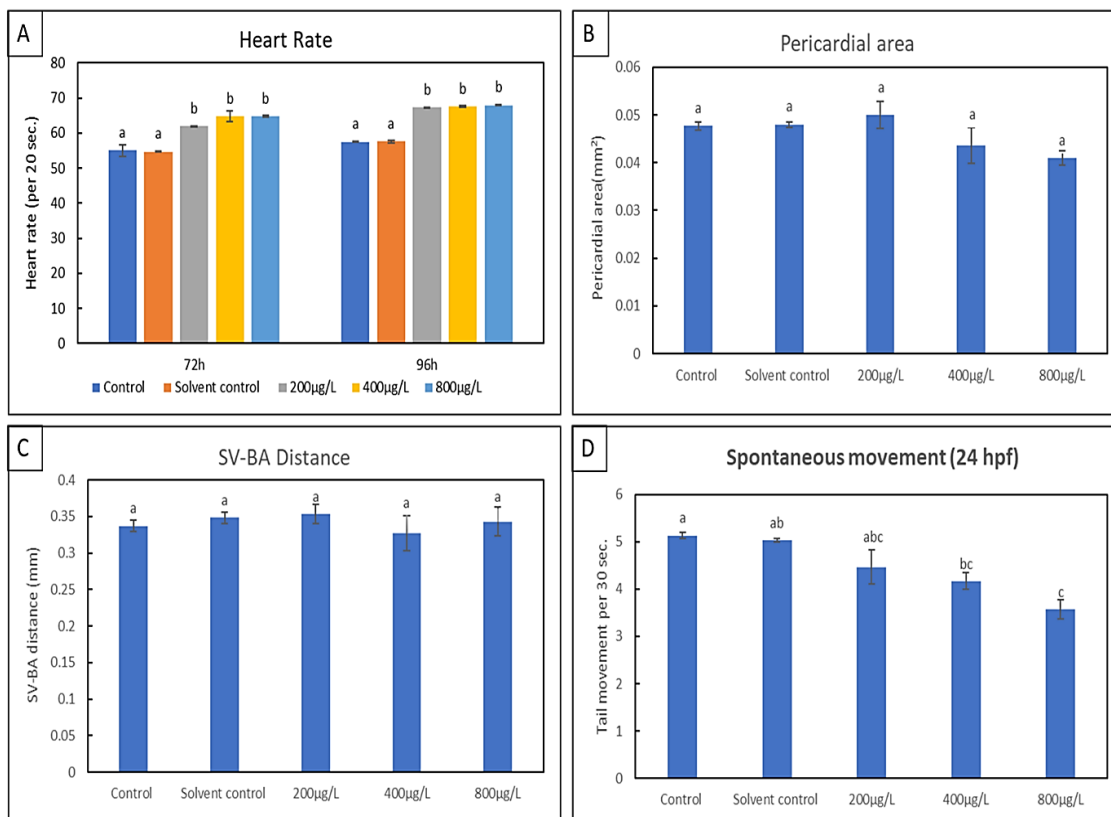 A
Heart Rate
Heart rate (per 20 sec.)
80
70
60
50
40
30
20
10
0
a a b b b
a a b b b
72h 96h
Control Solvent control 200µg/L 400µg/L 800µg/L
B
Pericardial area
Pericardial area(mm²)
0.06
0.05
0.04
0.03
0.02
0.01
0
a a a a a
Control Solvent control 200µg/L 400µg/L 800µg/L
C
SV-BA Distance
SV-BA distance (mm)
0.4
0.35
0.3
0.25
0.2
0.15
0.1
0.05
0
a a a a a
Control Solvent control 200µg/L 400µg/L 800µg/L
D
Spontaneous movement (24 hpf)
Tail movement per 30 sec.
6
5
4
3
2
1
0
a ab abc bc c
Control Solvent control 200µg/L 400µg/L 800µg/L